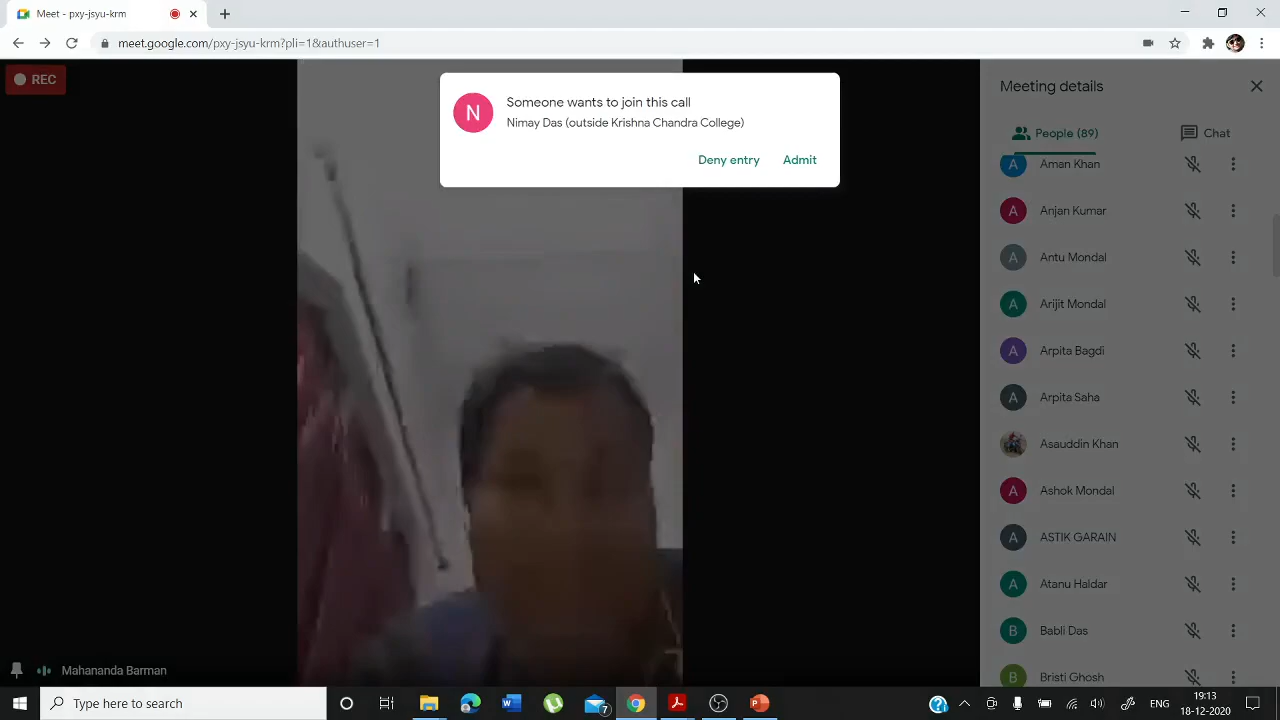 Meet - pxy-jsyu-krm
meet.google.com/pxy-jsyu-krm?pli=1&authuser=1
REC
N
Someone wants to join this call
Nimay Das (outside Krishna Chandra College)
Deny entry
Admit
Meeting details
People (89)
Chat
A Aman Khan
A Anjan Kumar
A Antu Mondal
A Arijit Mondal
A Arpita Bagdi
A Arpita Saha
Asauddin Khan
A Ashok Mondal
A ASTIK GARAIN
A Atanu Haldar
B Babli Das
B Bristi Ghosh
Mahananda Barman
Type here to search
7
ENG
19:13
18-12-2020